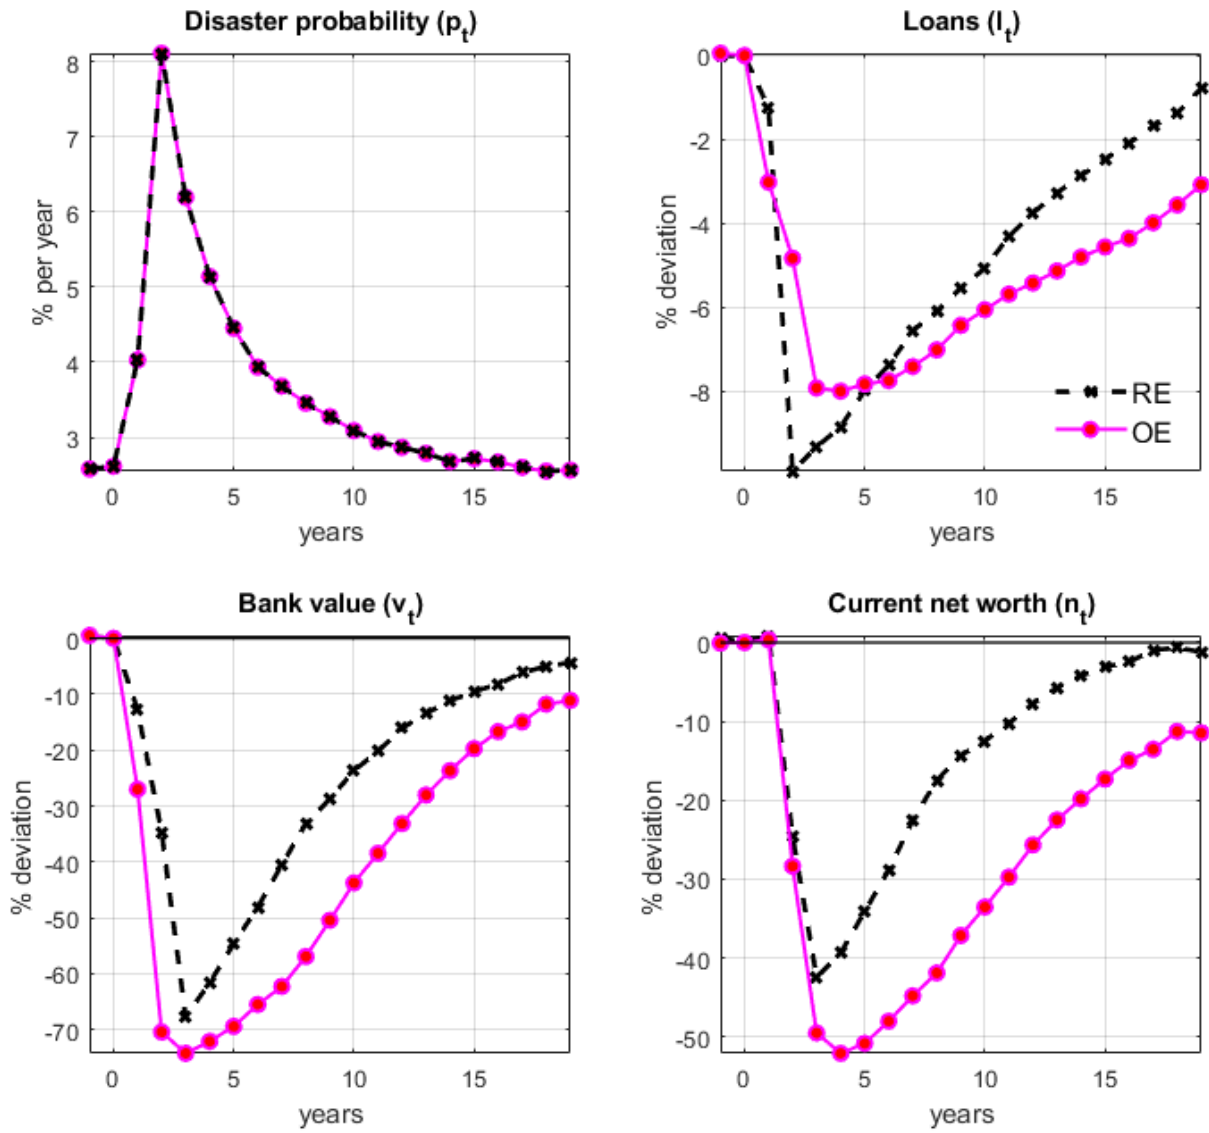 Disaster probability (p_t)
8
7
6
5
4
3
% per year
0 5 10 15
years
Loans (l_t)
0
-2
-4
-6
-8
% deviation
RE
OE
0 5 10 15
years
Bank value (v_t)
0
-10
-20
-30
-40
-50
-60
-70
% deviation
0 5 10 15
years
Current net worth (n_t)
0
-10
-20
-30
-40
-50
% deviation
0 5 10 15
years